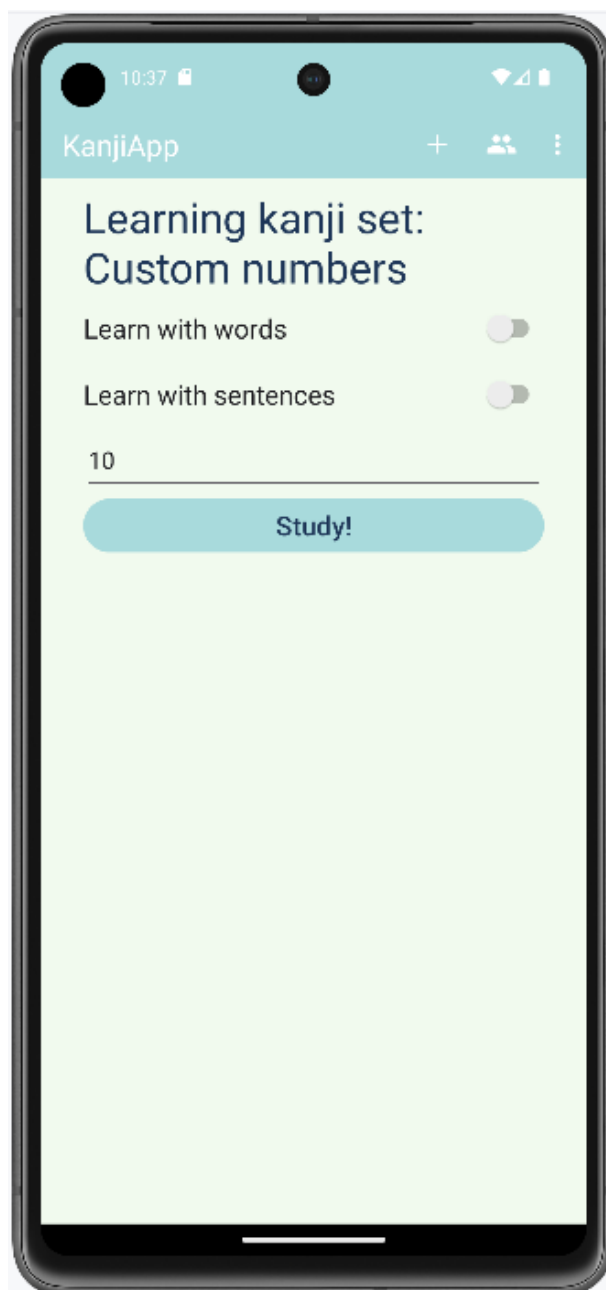 10:37
KanjiApp
Learning kanji set:
Custom numbers
Learn with words
Learn with sentences
10
Study!